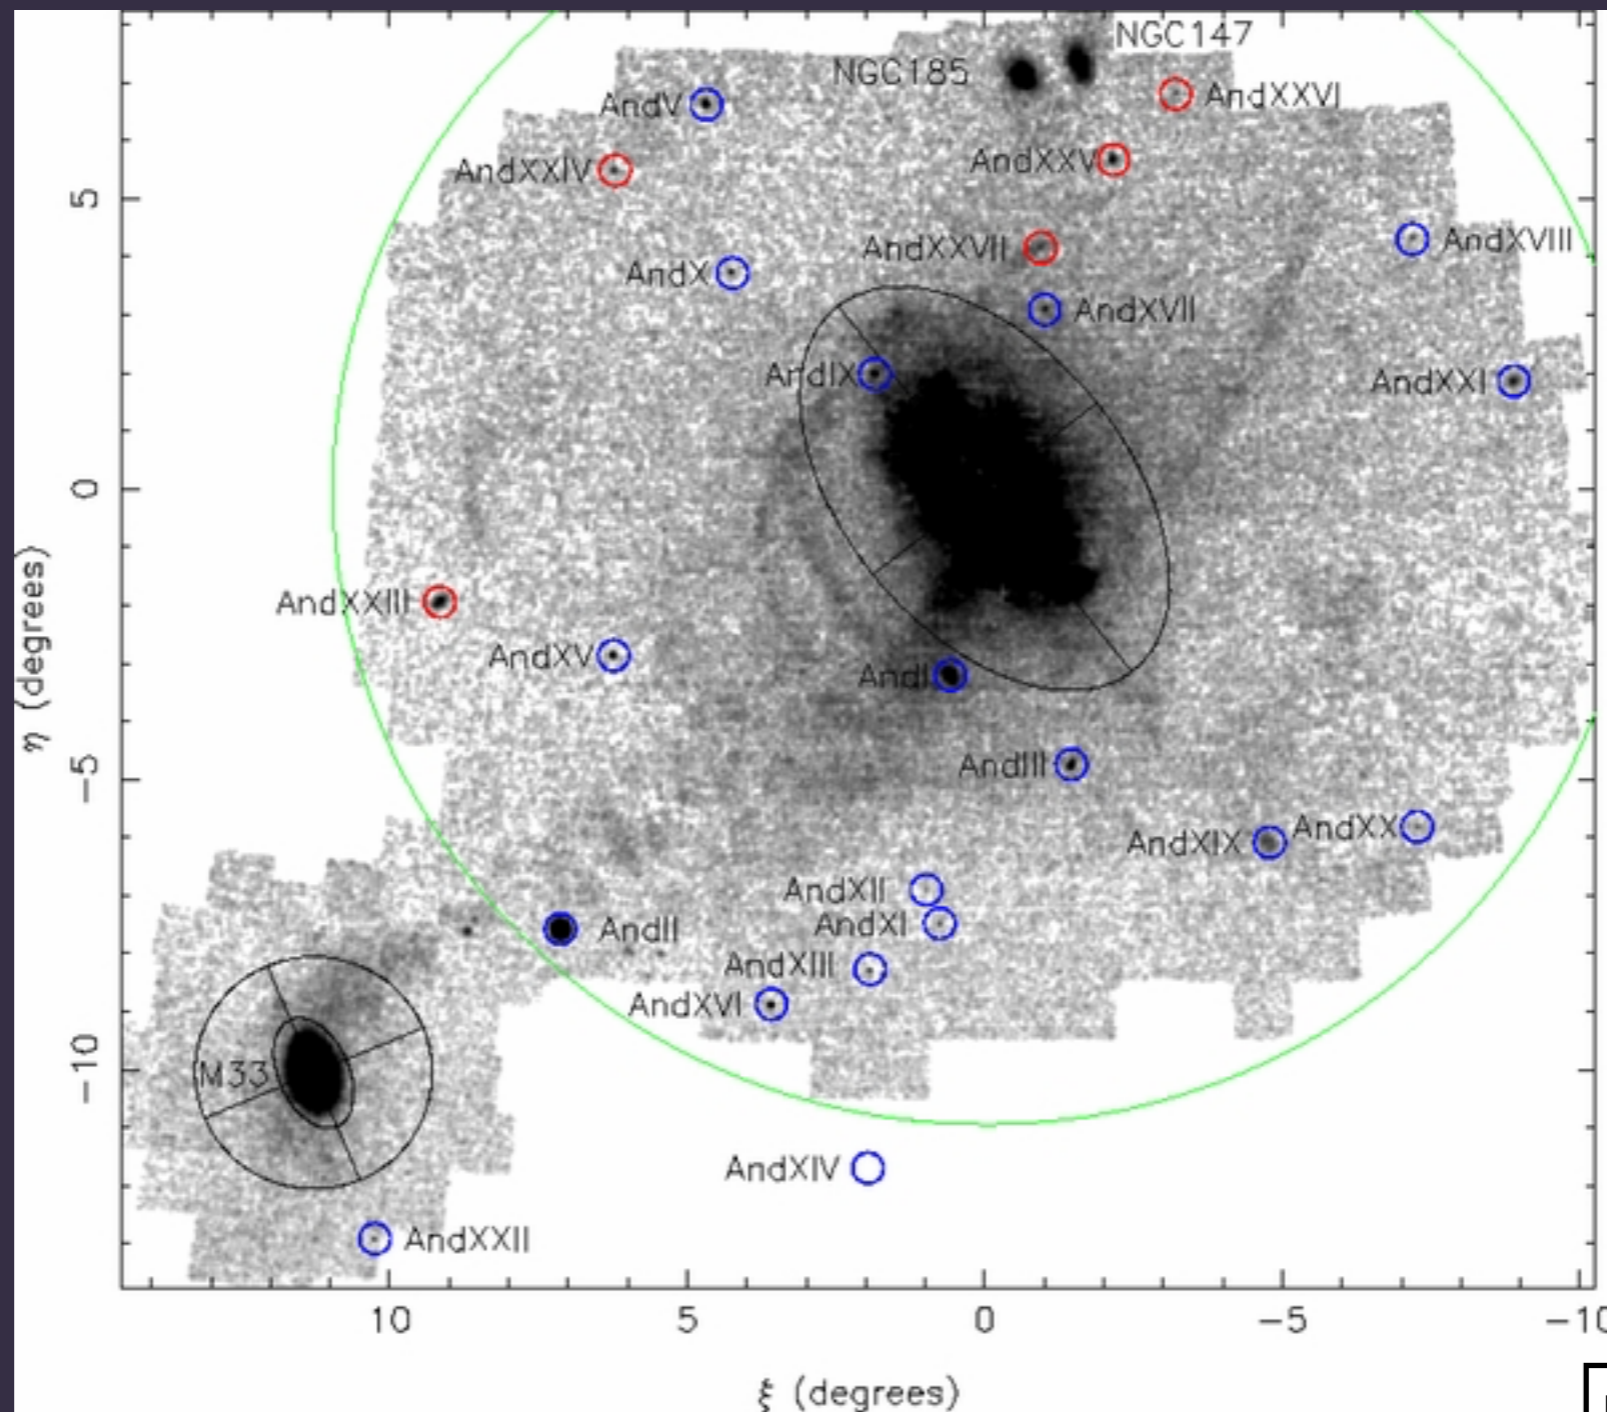 NGC147
NGC185
AndXXVI
AndV
AndXXV
AndXXIV
5
AndXVIII
AndXXVII
AndX
AndXVII
AndIX
AndXXI
0
η (degrees)
AndXXIII
AndXV
AndI
AndIII
−5
AndXX
AndXIX
AndXII
AndXI
AndII
AndXIII
AndXVI
−10
M33
AndXIV
AndXXII
10 5 0 −5 −10
ξ (degrees)